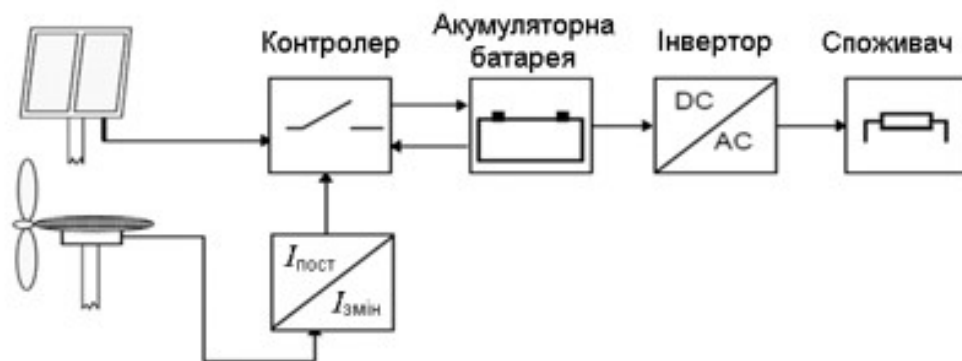 Контролер
Акумуляторна
батарея
Інвертор
Споживач
DC
AC
Iпост
Iзмін